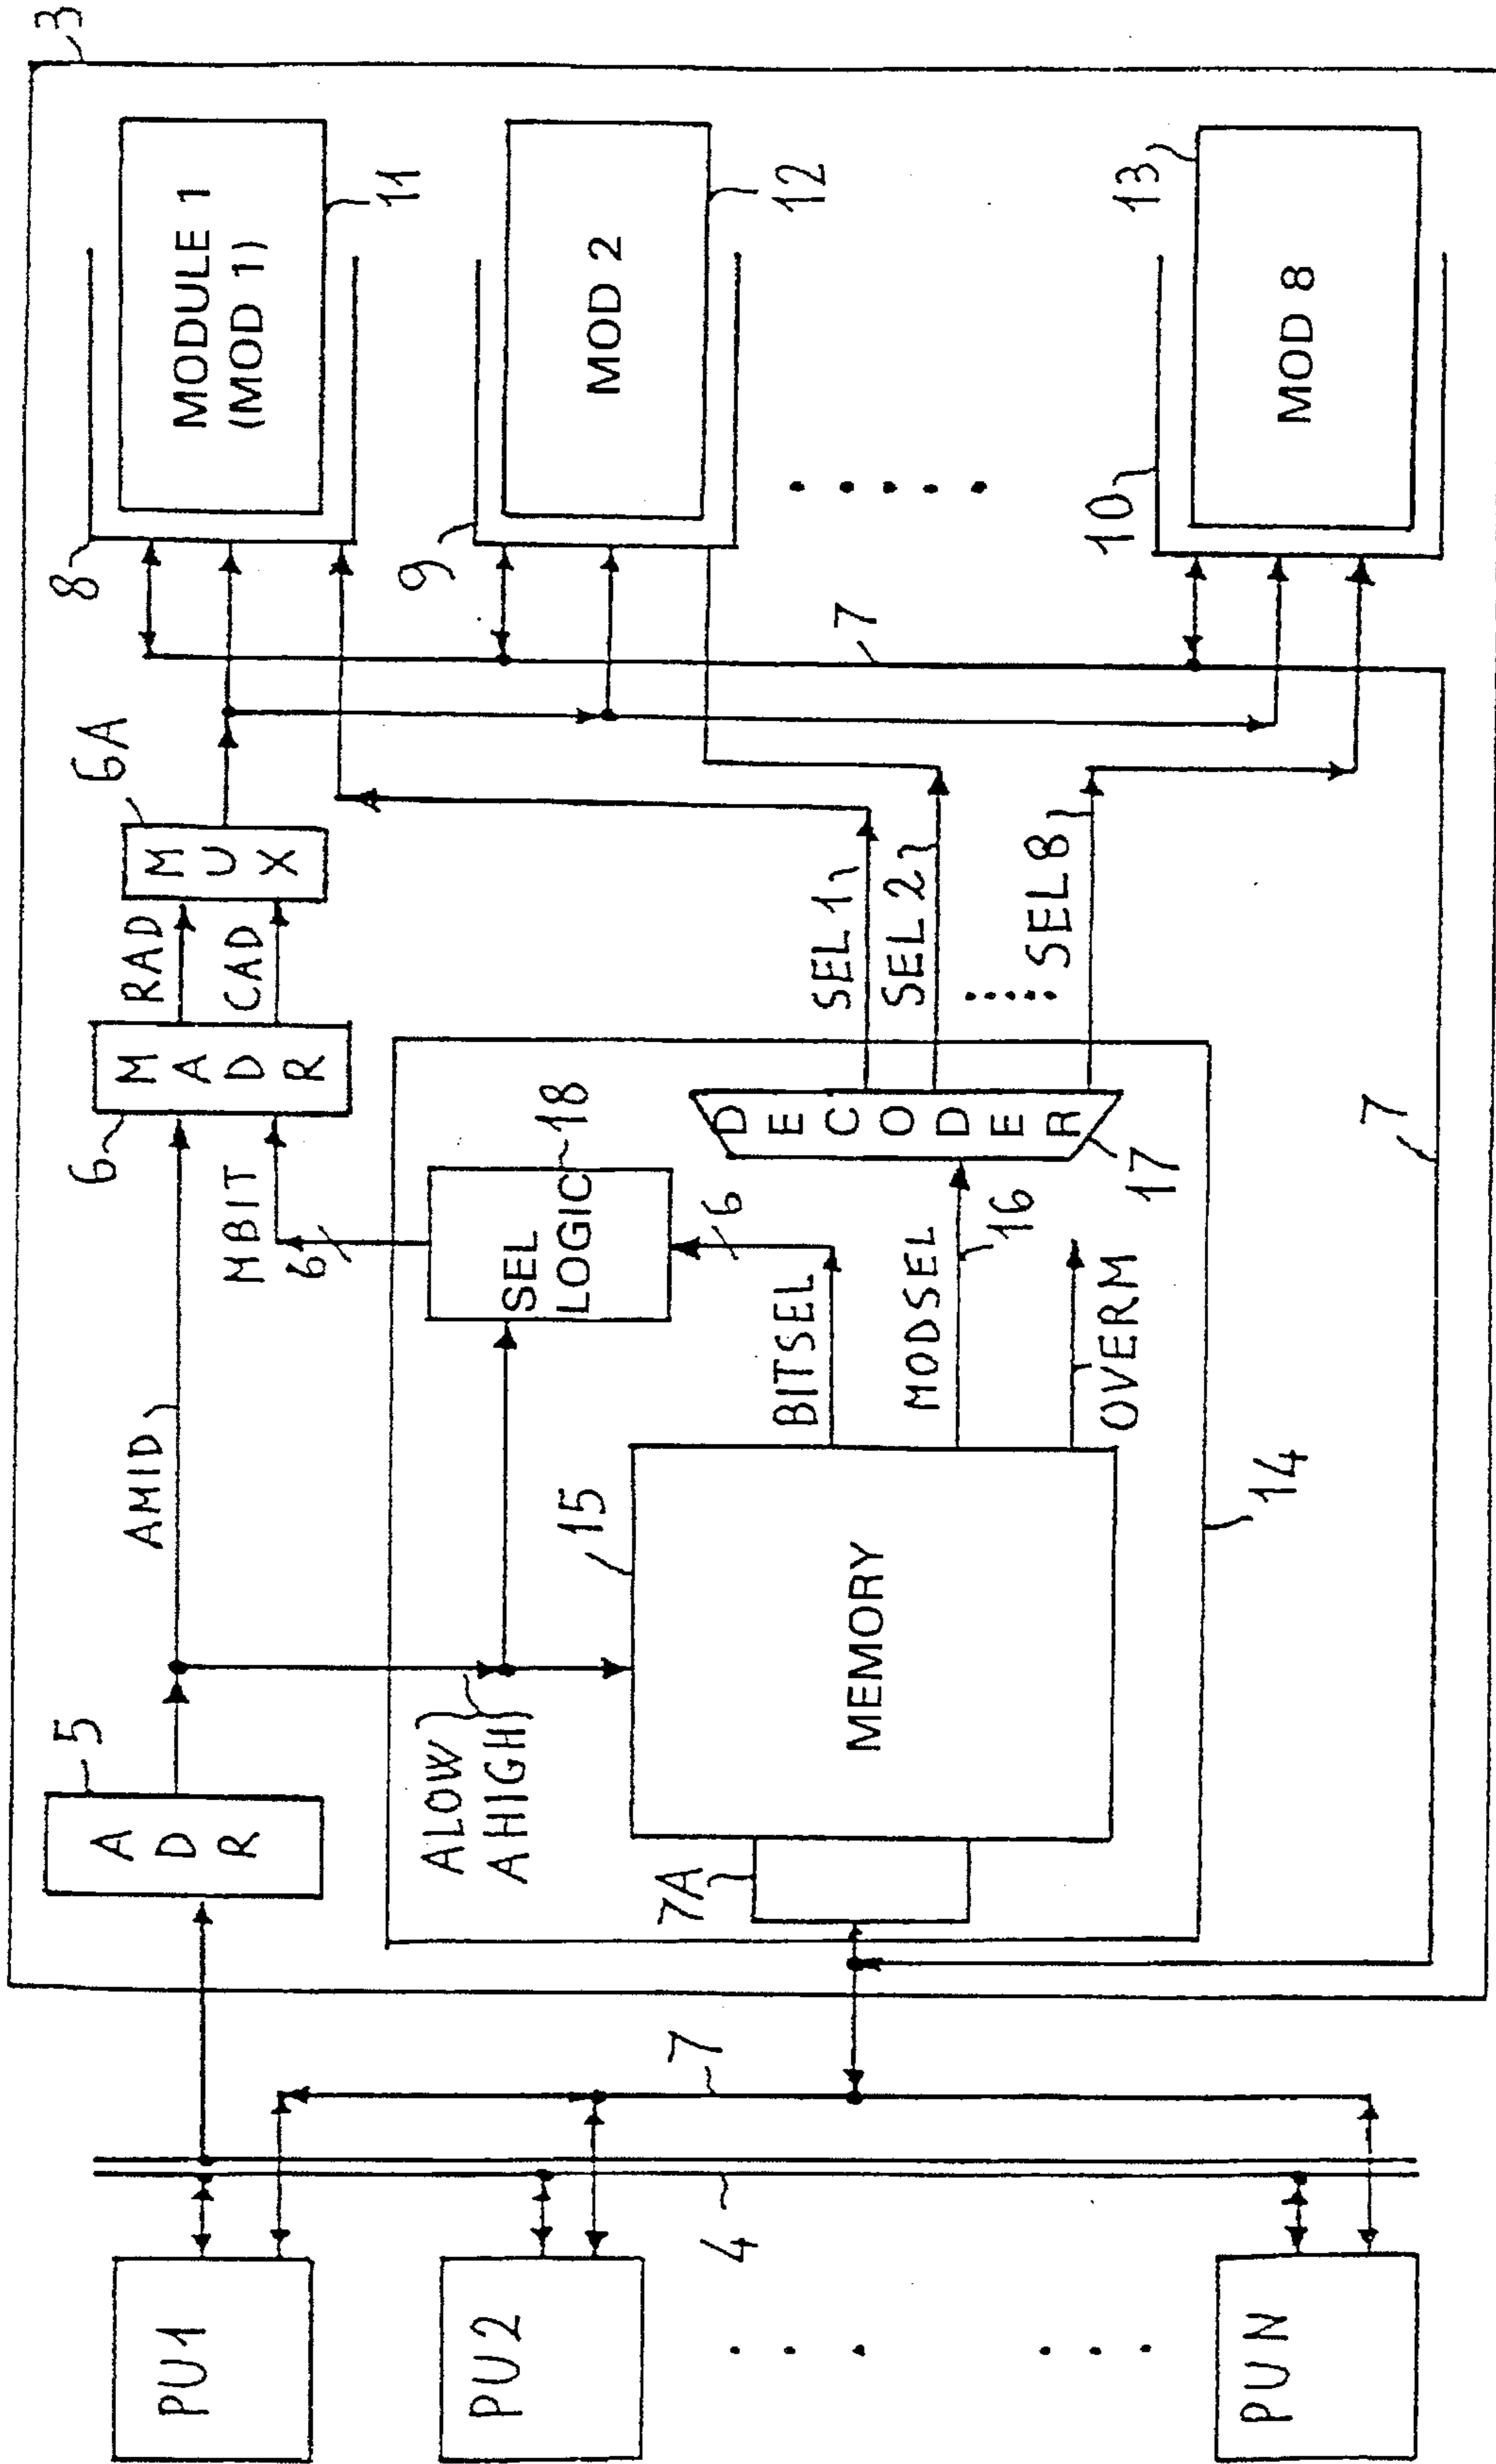 3
MODULE 1
(MOD 1)
11
8
MOD 2
12
9
MOD 8
13
10
7
6A
MUX
RAD
CAD
MADR
6
MBIT
6
SEL 1
SEL 2
SEL 8
DECODER
17
18
SEL
LOGIC
6
BITSEL
MODSEL
16
OVERM
AMID
15
MEMORY
14
7
5
ADR
ALOW
AHIGH
7A
7
4
PU1
PU2
PUN